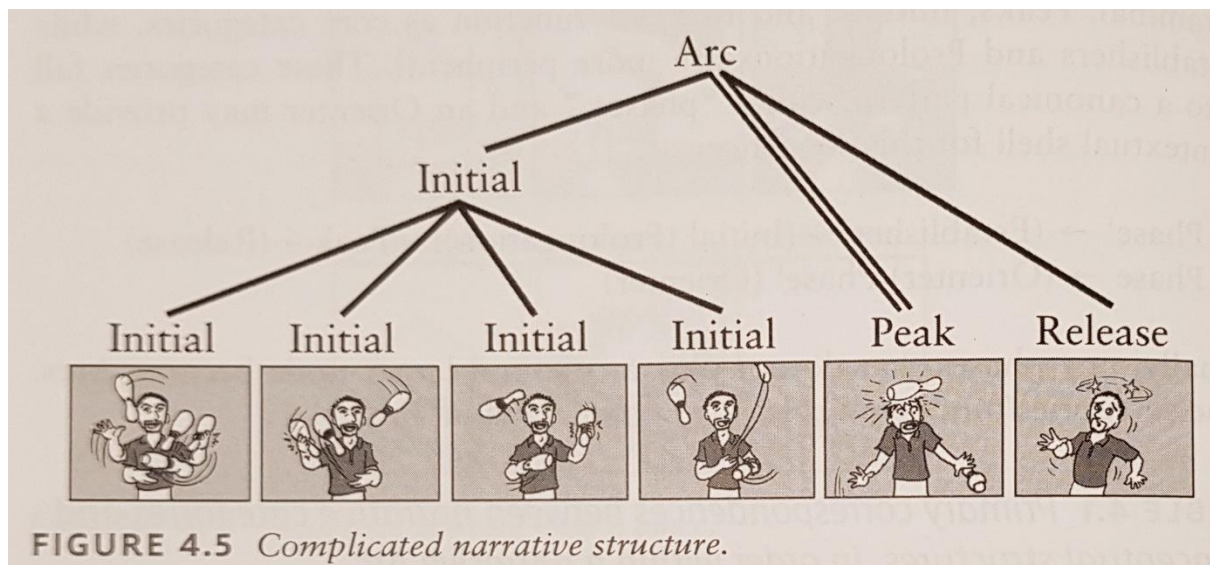 Arc
Initial
Initial Initial Initial Initial Peak Release
FIGURE 4.5 Complicated narrative structure.